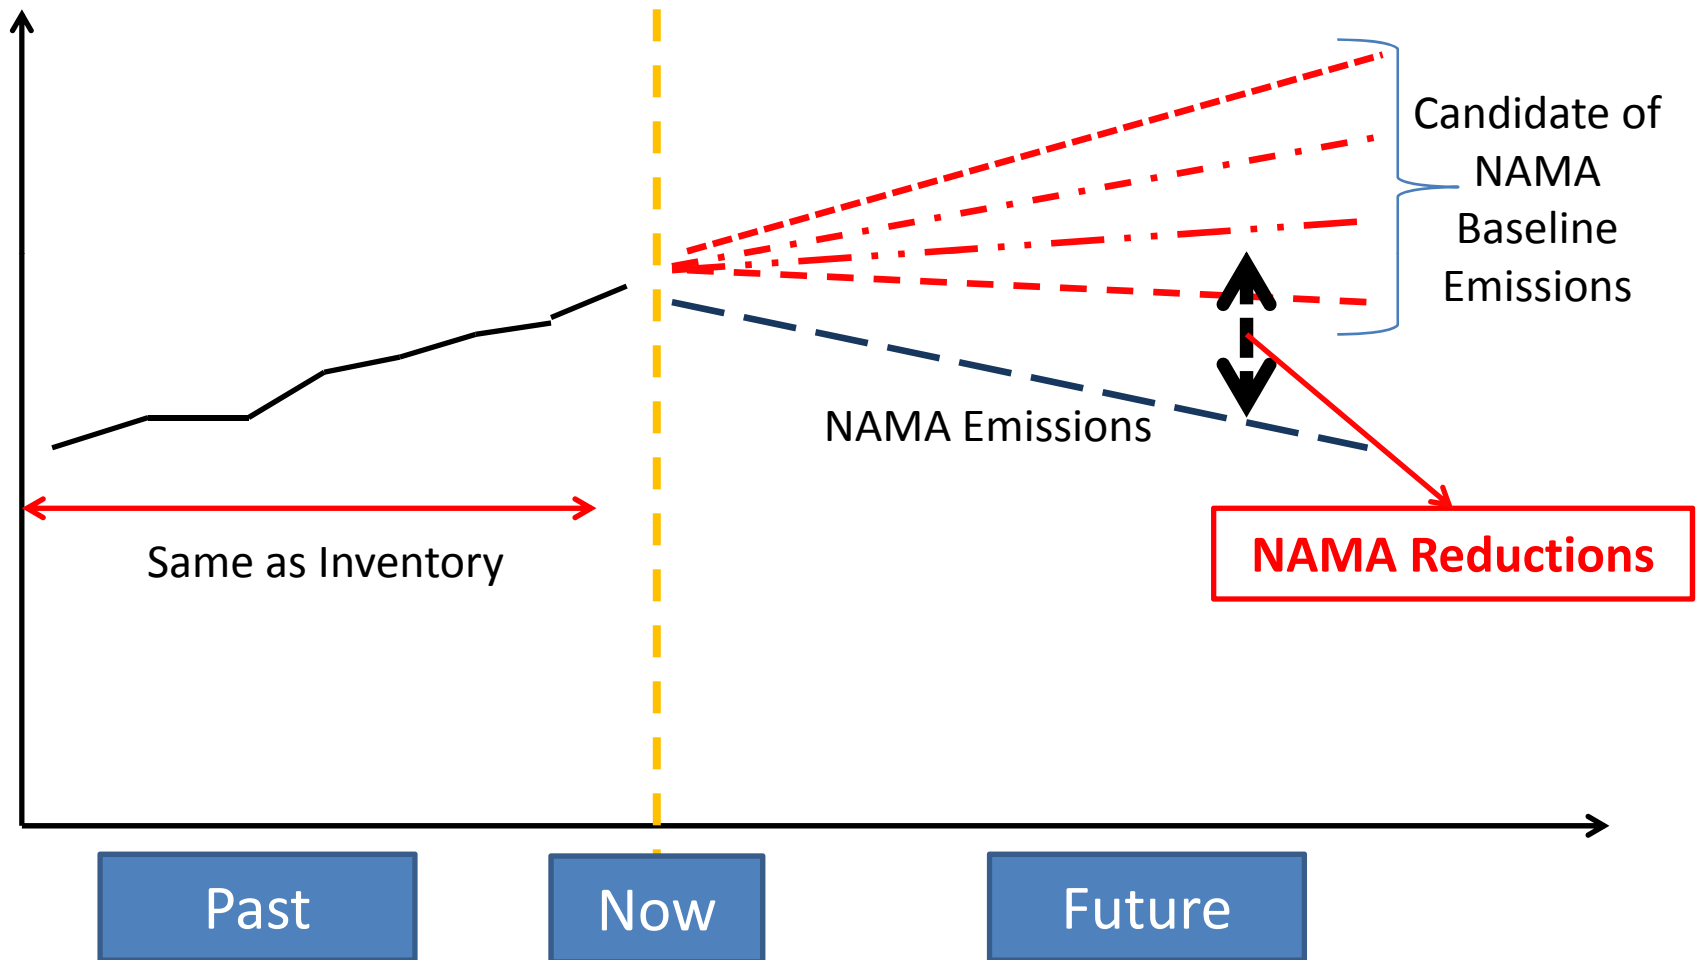 Candidate of
NAMA
Baseline
Emissions
NAMA Emissions
NAMA Reductions
Same as Inventory
Past
Now
Future